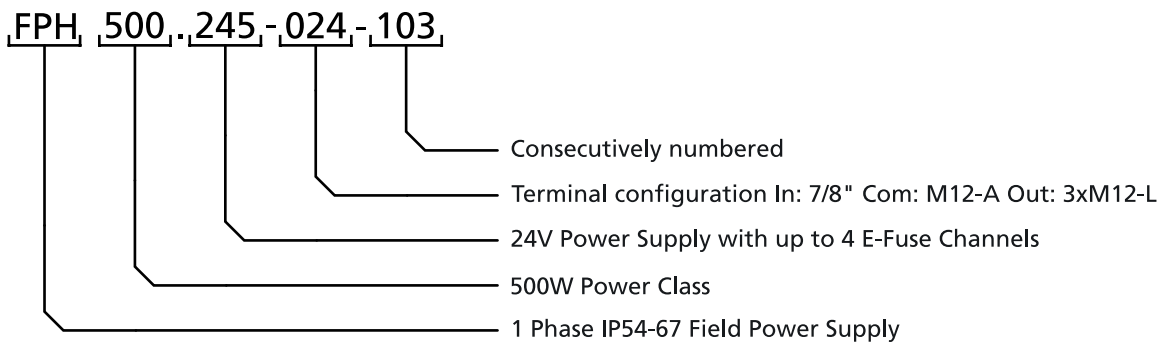 FPH 500.245-024-103
Consecutively numbered
Terminal configuration In: 7/8" Com: M12-A Out: 3xM12-L
24V Power Supply with up to 4 E-Fuse Channels
500W Power Class
1 Phase IP54-67 Field Power Supply